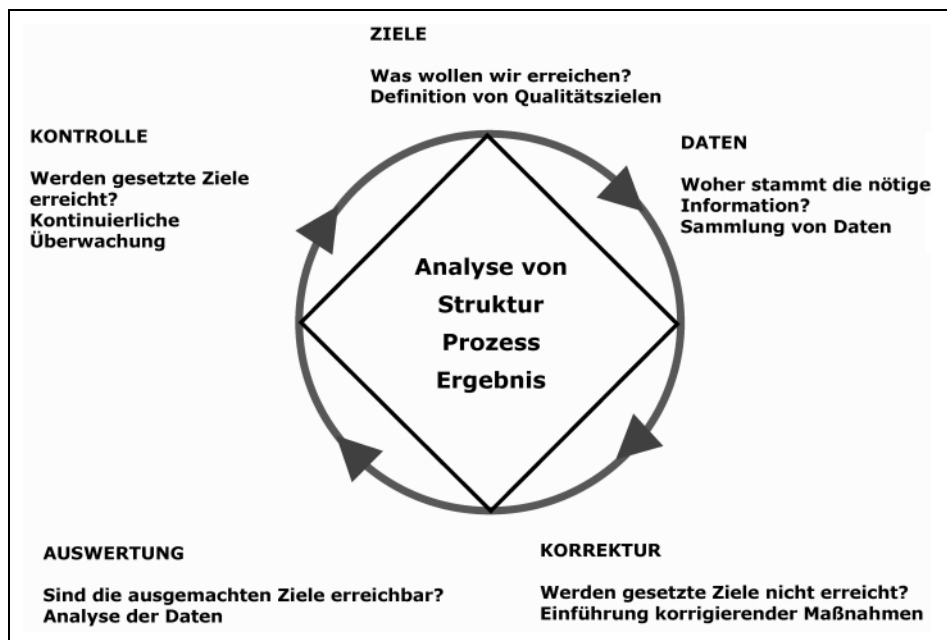 ZIELE
Was wollen wir erreichen?
Definition von Qualitätszielen
KONTROLLE
Werden gesetzte Ziele
erreicht?
Kontinuierliche
Überwachung
DATEN
Woher stammt die nötige
Information?
Sammlung von Daten
Analyse von
Struktur
Prozess
Ergebnis
AUSWERTUNG
Sind die ausgemachten Ziele erreichbar?
Analyse der Daten
KORREKTUR
Werden gesetzte Ziele nicht erreicht?
Einführung korrigierender Maßnahmen